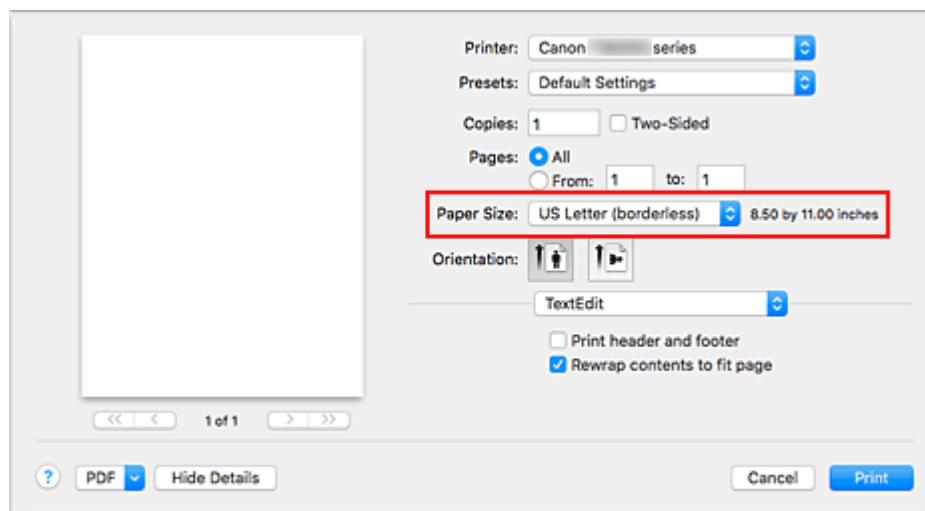 Printer: Canon series
Presets: Default Settings
Copies: 1 Two-Sided
Pages: All
From: 1 to: 1
Paper Size: US Letter (borderless) 8.50 by 11.00 inches
Orientation:
TextEdit
Print header and footer
Rewrap contents to fit page
<< < 1 of 1 > >>
? PDF Hide Details Cancel Print